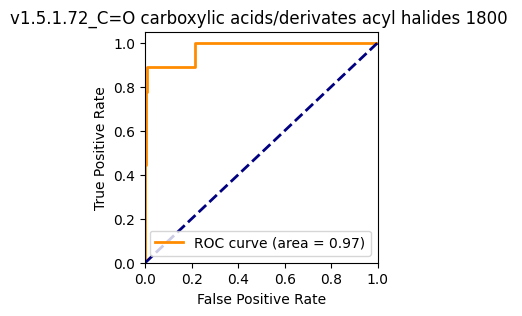 v1.5.1.72_C=O carboxylic acids/derivates acyl halides 1800
True Positive Rate
1.0
0.8
0.6
0.4
0.2
0.0
ROC curve (area = 0.97)
0.0 0.2 0.4 0.6 0.8 1.0
False Positive Rate